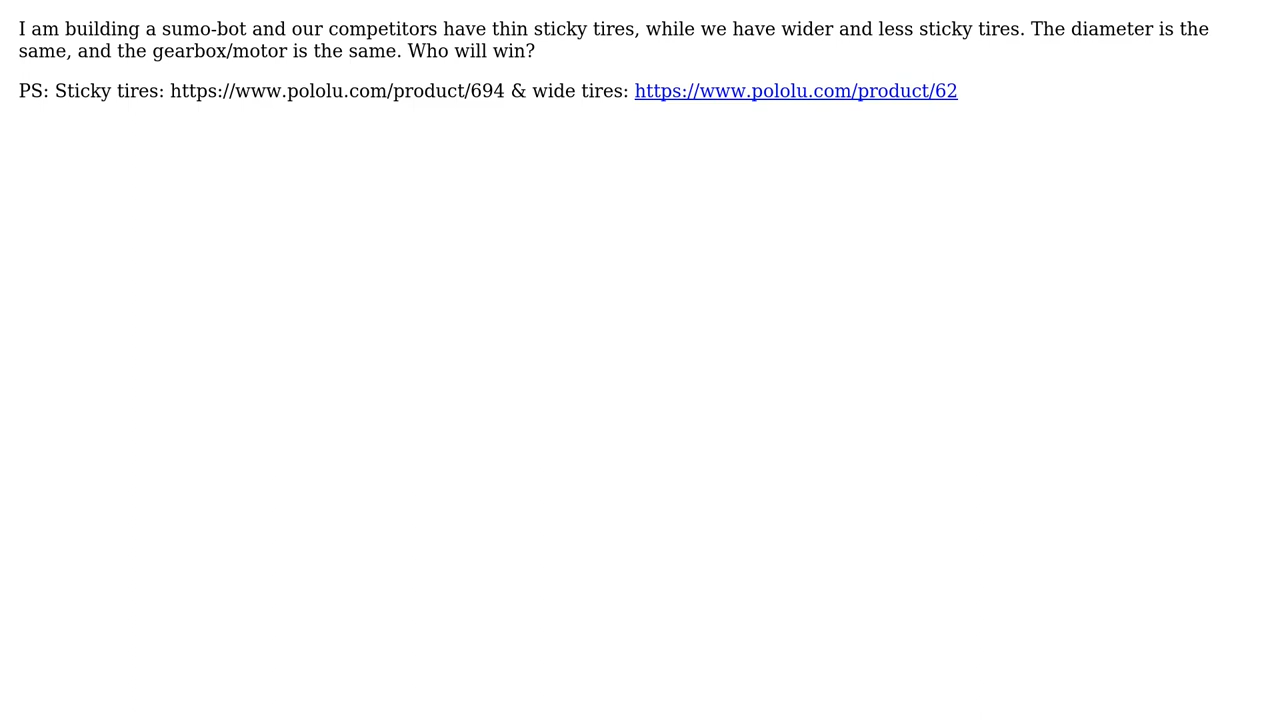 I am building a sumo-bot and our competitors have thin sticky tires, while we have wider and less sticky tires. The diameter is the
same, and the gearbox/motor is the same. Who will win?
PS: Sticky tires: https://www.pololu.com/product/694 & wide tires: https://www.pololu.com/product/62